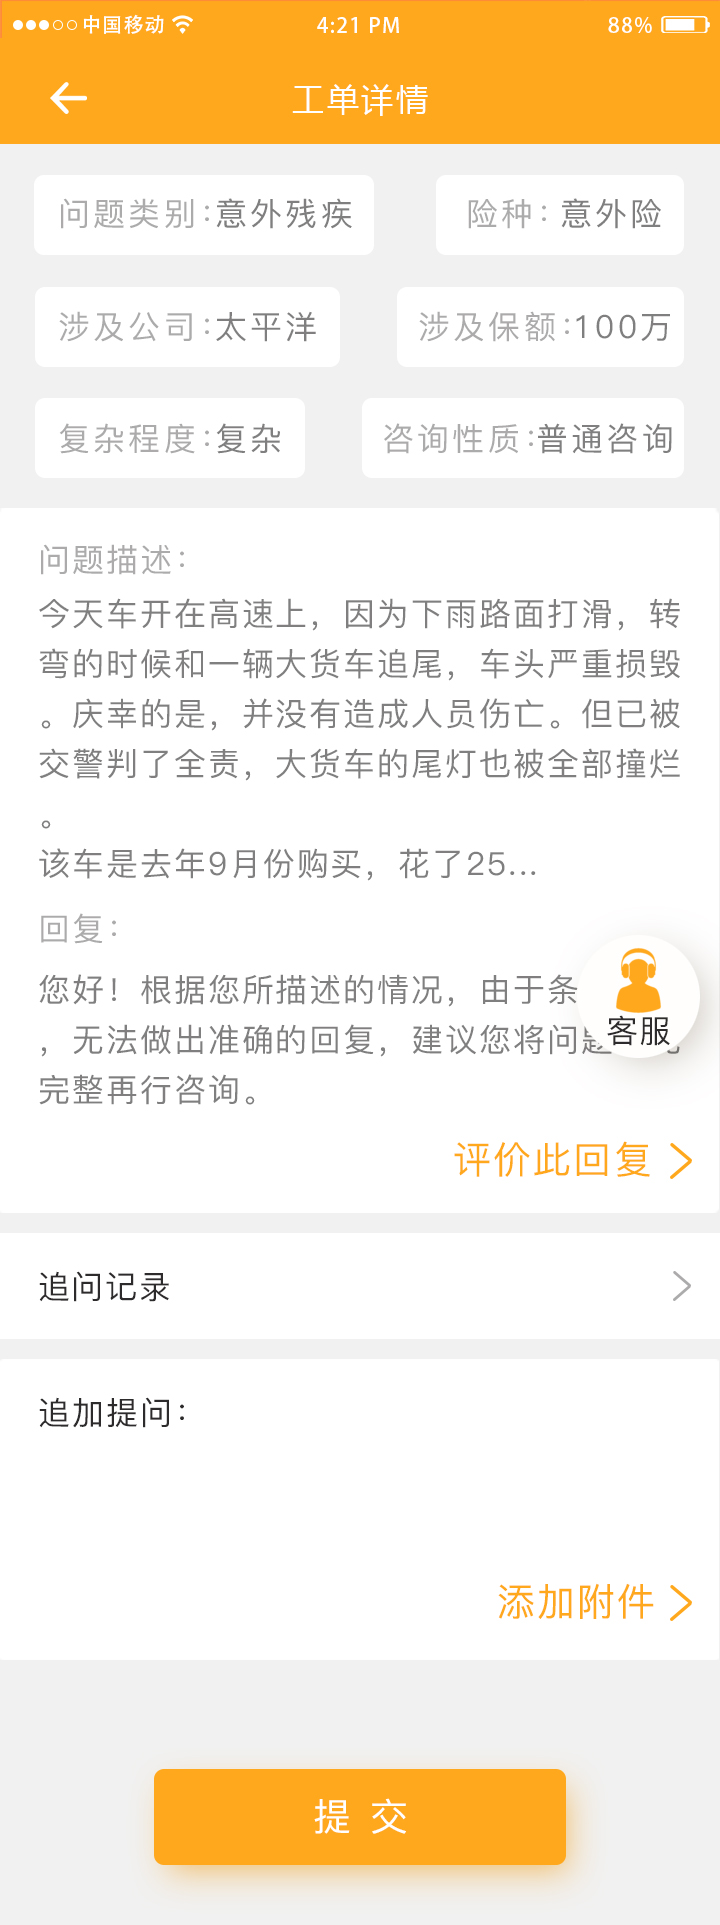 中国移动 4:21 PM 88%
工单详情
问题类别:意外残疾 险种: 意外险
涉及公司:太平洋 涉及保额:100万
复杂程度:复杂 咨询性质:普通咨询
问题描述:
今天车开在高速上，因为下雨路面打滑，转
弯的时候和一辆大货车追尾，车头严重损毁
。庆幸的是，并没有造成人员伤亡。但已被
交警判了全责，大货车的尾灯也被全部撞烂
。
该车是去年9月份购买，花了25...
回复:
您好！根据您所描述的情况，由于条
，无法做出准确的回复，建议您将问题
完整再行咨询。
客服
评价此回复
追问记录
追加提问:
添加附件
提 交